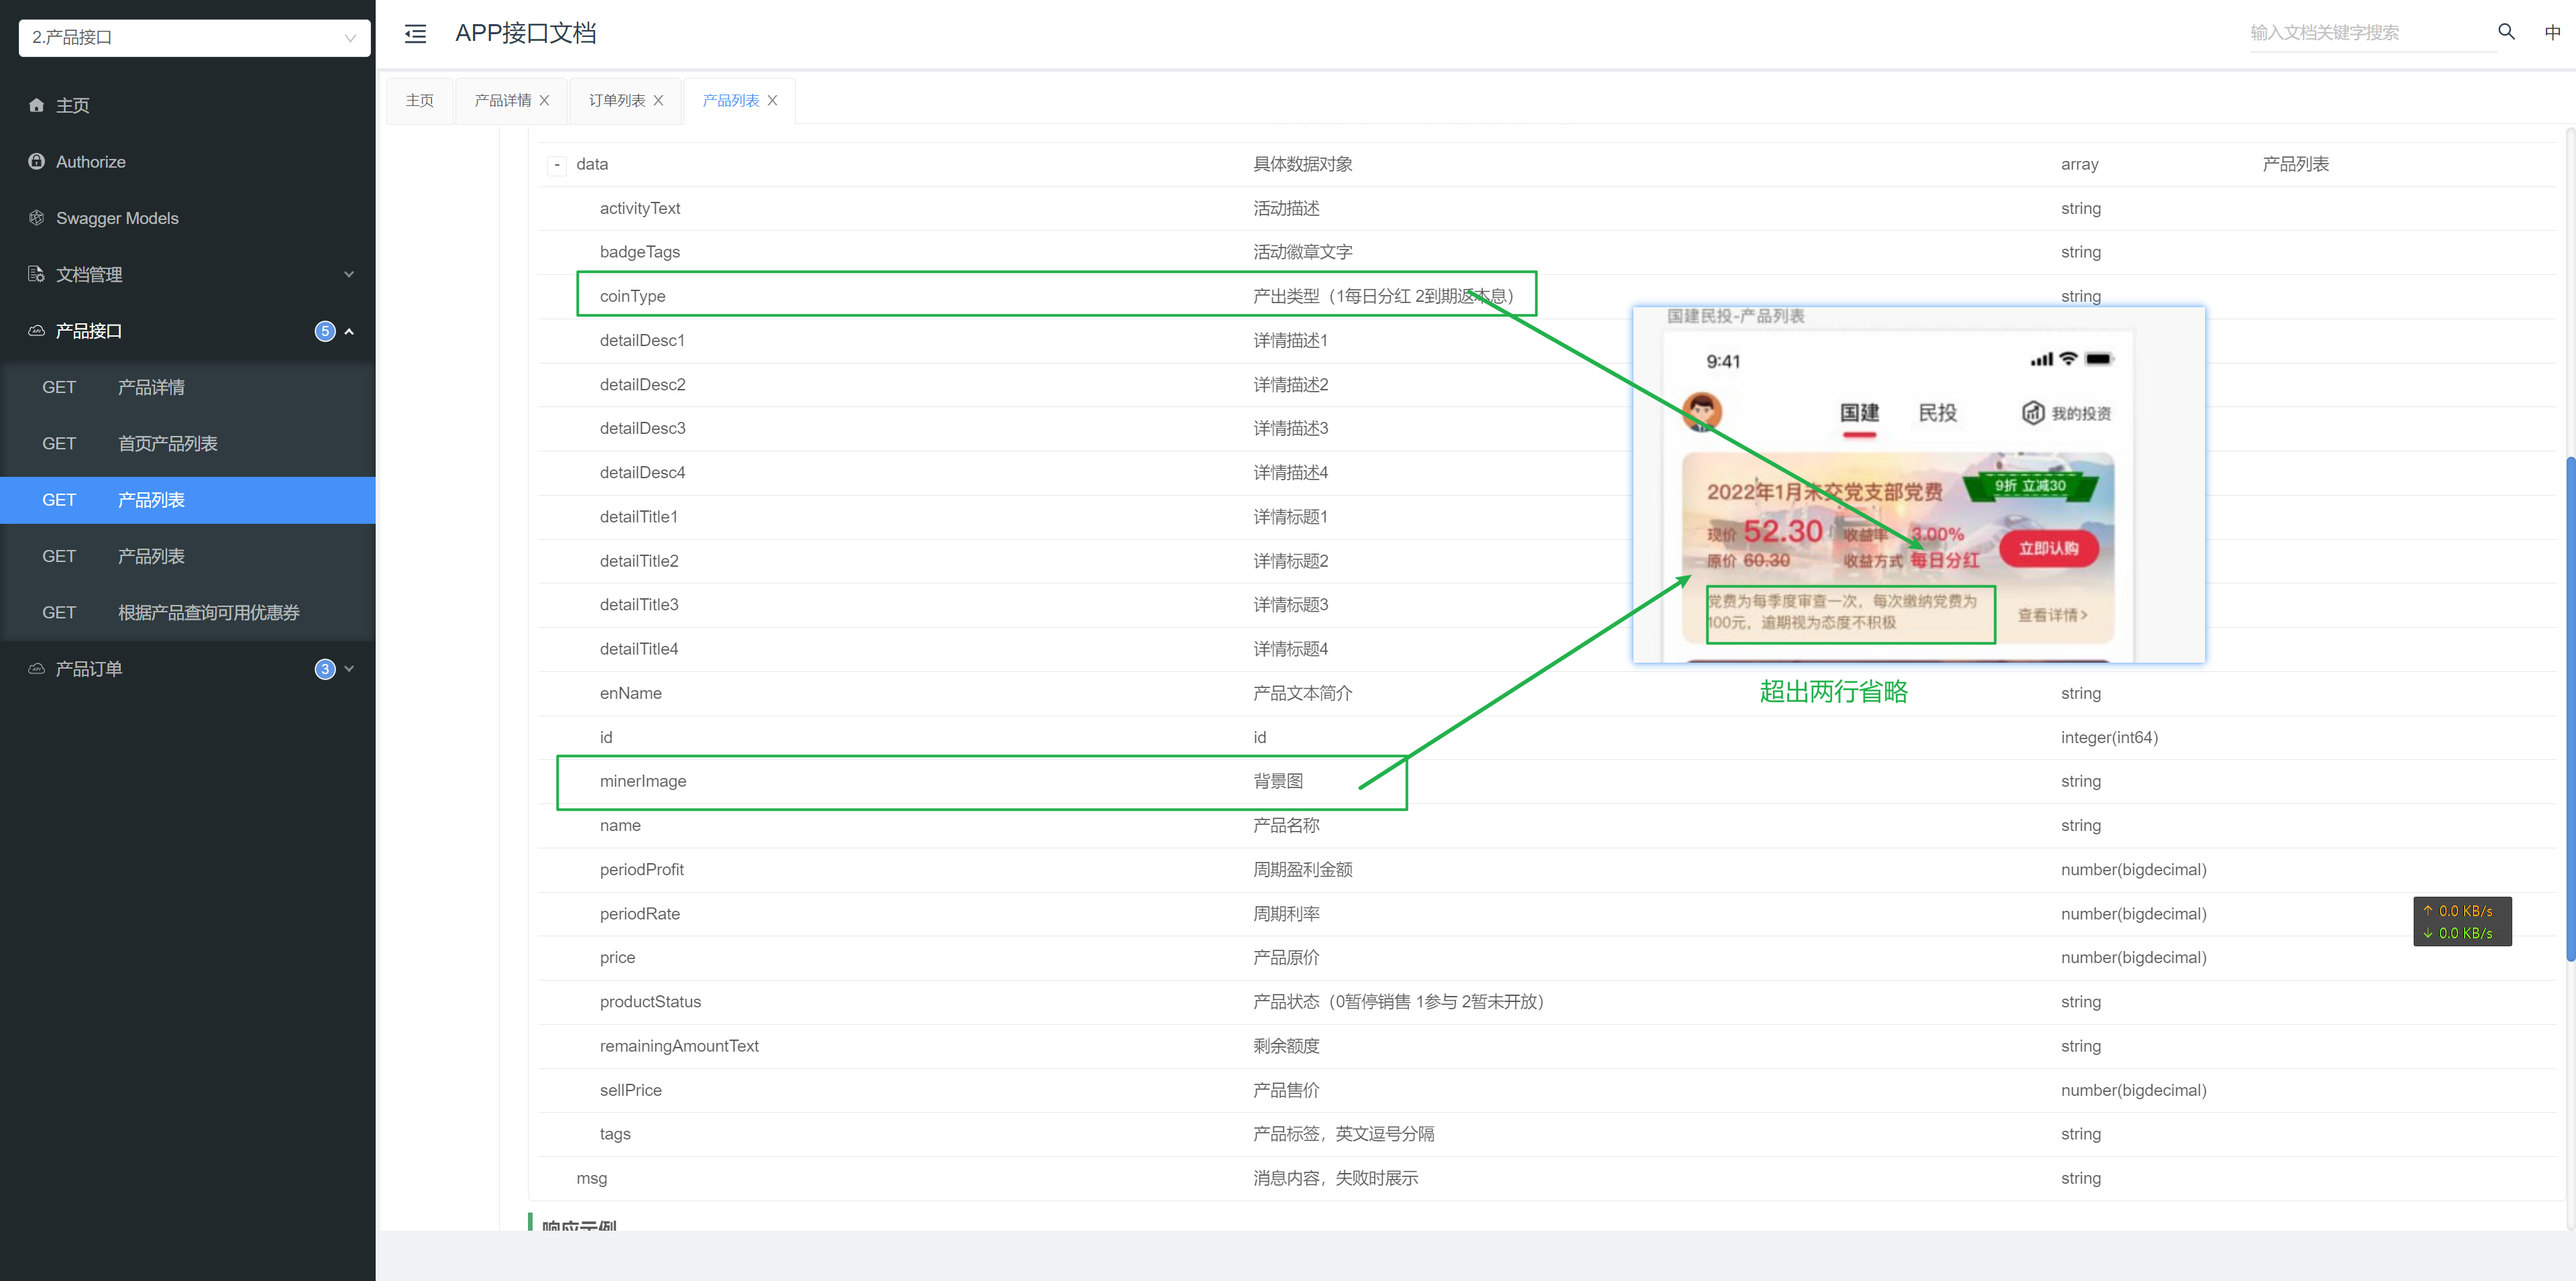 2.产品接口
APP接口文档
输入文档关键字搜索
中
主页
Authorize
Swagger Models
文档管理
产品接口
5
GET 产品详情
GET 首页产品列表
GET 产品列表
GET 产品列表
GET 根据产品查询可用优惠券
产品订单
3
主页
产品详情
订单列表
产品列表
- data 具体数据对象 array 产品列表
activityText 活动描述 string
badgeTags 活动徽章文字 string
coinType 产出类型（1每日分红 2到期返本息） string
detailDesc1 详情描述1
detailDesc2 详情描述2
detailDesc3 详情描述3
detailDesc4 详情描述4
detailTitle1 详情标题1
detailTitle2 详情标题2
detailTitle3 详情标题3
detailTitle4 详情标题4
enName 产品文本简介 string
id id integer(int64)
minerImage 背景图 string
name 产品名称 string
periodProfit 周期盈利金额 number(bigdecimal)
periodRate 周期利率 number(bigdecimal)
price 产品原价 number(bigdecimal)
productStatus 产品状态（0暂停销售 1参与 2暂未开放） string
remainingAmountText 剩余额度 string
sellPrice 产品售价 number(bigdecimal)
tags 产品标签，英文逗号分隔 string
msg 消息内容，失败时展示 string
响应示例
国建民投-产品列表
9:41
国建 民投 我的投资
2022年1月末交党支部党费
9折 立减30
现价 52.30 收益率 3.00%
原价 60.30 收益方式 每日分红
立即认购
党费为每季度审查一次，每次缴纳党费为
100元，逾期视为态度不积极
查看详情>
超出两行省略
↑ 0.0 KB/s
↓ 0.0 KB/s